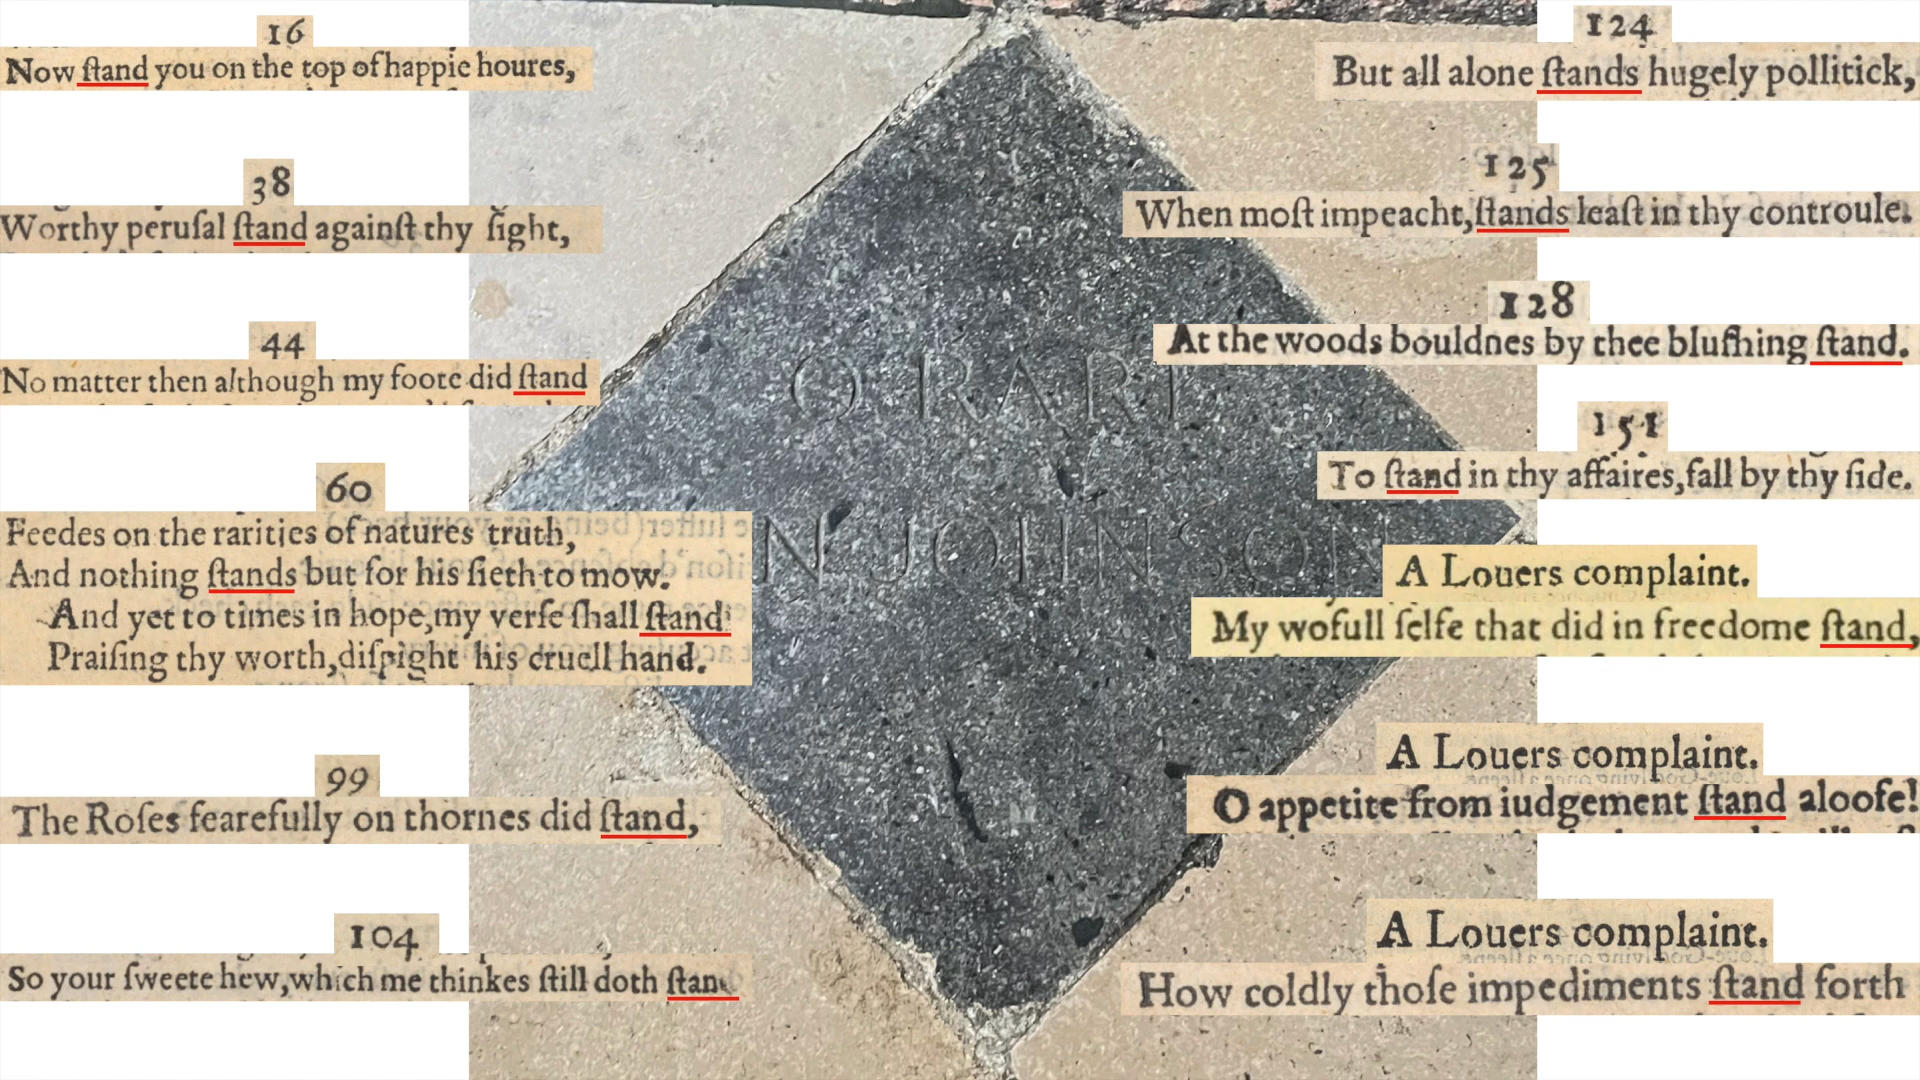 16
Now ſtand you on the top of happie houres,
38
Worthy peruſal ſtand againſt thy ſight,
44
No matter then although my foote did ſtand
60
Feedes on the rarities of natures truth,
And nothing ſtands but for his ſieth to mow.
And yet to times in hope,my verſe ſhall ſtand
Praiſing thy worth,diſpight his cruell hand.
99
The Roſes fearefully on thornes did ſtand,
104
So your ſweete hew,which me thinkes ſtill doth ſtand
O RARE
N JOHNSON
124
But all alone ſtands hugely pollitick,
125
When moſt impeacht,ſtands leaſt in thy controule.
128
At the woods bouldnes by thee bluſhing ſtand.
151
To ſtand in thy affaires,fall by thy ſide.
A Louers complaint.
My wofull ſelfe that did in freedome ſtand,
A Louers complaint.
O appetite from iudgement ſtand aloofe!
A Louers complaint.
How coldly thoſe impediments ſtand forth